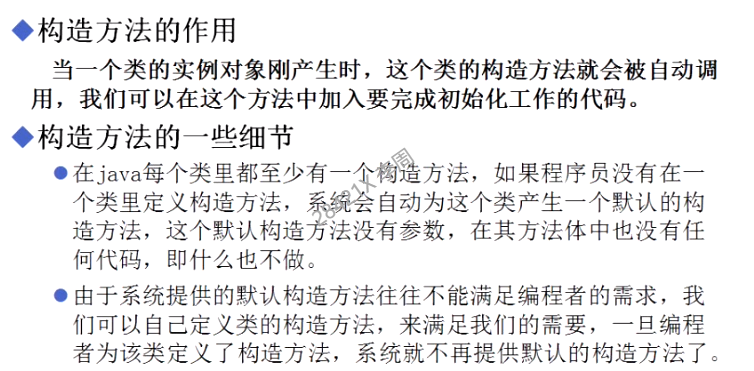 构造方法的作用
当一个类的实例对象刚产生时，这个类的构造方法就会被自动调
用，我们可以在这个方法中加入要完成初始化工作的代码。
构造方法的一些细节
在java每个类里都至少有一个构造方法，如果程序员没有在一
个类里定义构造方法，系统会自动为这个类产生一个默认的构
造方法，这个默认构造方法没有参数，在其方法体中也没有任
何代码，即什么也不做。
由于系统提供的默认构造方法往往不能满足编程者的需求，我
们可以自己定义类的构造方法，来满足我们的需要，一旦编程
者为该类定义了构造方法，系统就不再提供默认的构造方法了。